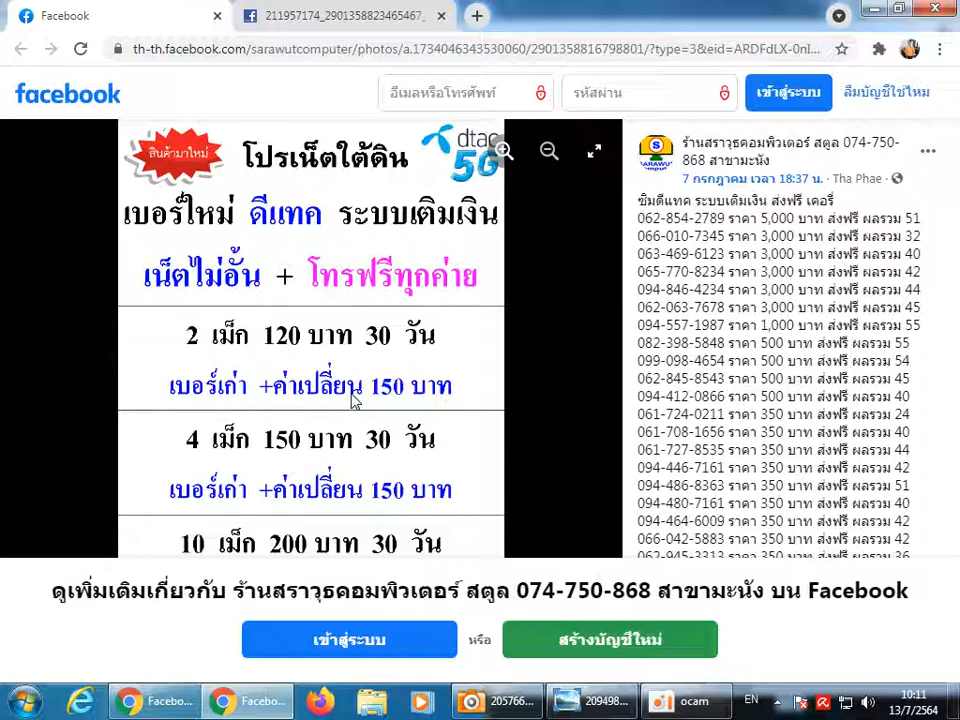 Facebook
211957174_2901358823465467_
th-th.facebook.com/sarawutcomputer/photos/a.1734046343530060/2901358816798801/?type=3&eid=ARDFdLX-0nI...
facebook
อีเมลหรือโทรศัพท์
รหัสผ่าน
เข้าสู่ระบบ
ลืมบัญชีใช่ไหม
สินค้ามาใหม่
โปรเน็ตใต้ดิน
dtac
5G
เบอร์ใหม่ ดีแทค ระบบเติมเงิน
เน็ตไม่อั้น + โทรฟรีทุกค่าย
2 เม็ก 120 บาท 30 วัน
เบอร์เก่า +ค่าเปลี่ยน 150 บาท
4 เม็ก 150 บาท 30 วัน
เบอร์เก่า +ค่าเปลี่ยน 150 บาท
10 เม็ก 200 บาท 30 วัน
ร้านสราวุธคอมพิวเตอร์ สตูล 074-750-
868 สาขามะนัง
7 กรกฎาคม เวลา 18:37 น. · Tha Phae ·
ซิมดีแทค ระบบเติมเงิน ส่งฟรี เคอรี่
062-854-2789 ราคา 5,000 บาท ส่งฟรี ผลรวม 51
066-010-7345 ราคา 3,000 บาท ส่งฟรี ผลรวม 32
063-469-6123 ราคา 3,000 บาท ส่งฟรี ผลรวม 40
065-770-8234 ราคา 3,000 บาท ส่งฟรี ผลรวม 42
094-846-4234 ราคา 3,000 บาท ส่งฟรี ผลรวม 44
062-063-7678 ราคา 3,000 บาท ส่งฟรี ผลรวม 45
094-557-1987 ราคา 1,000 บาท ส่งฟรี ผลรวม 55
082-398-5848 ราคา 500 บาท ส่งฟรี ผลรวม 55
099-098-4654 ราคา 500 บาท ส่งฟรี ผลรวม 54
062-845-8543 ราคา 500 บาท ส่งฟรี ผลรวม 45
094-412-0866 ราคา 500 บาท ส่งฟรี ผลรวม 40
061-724-0211 ราคา 350 บาท ส่งฟรี ผลรวม 24
061-708-1656 ราคา 350 บาท ส่งฟรี ผลรวม 40
061-727-8535 ราคา 350 บาท ส่งฟรี ผลรวม 44
094-446-7161 ราคา 350 บาท ส่งฟรี ผลรวม 42
094-486-8363 ราคา 350 บาท ส่งฟรี ผลรวม 51
094-480-7161 ราคา 350 บาท ส่งฟรี ผลรวม 40
094-464-6009 ราคา 350 บาท ส่งฟรี ผลรวม 42
066-042-5883 ราคา 350 บาท ส่งฟรี ผลรวม 42
062-945-3313 ราคา 350 บาท ส่งฟรี ผลรวม 36
ดูเพิ่มเติมเกี่ยวกับ ร้านสราวุธคอมพิวเตอร์ สตูล 074-750-868 สาขามะนัง บน Facebook
เข้าสู่ระบบ
หรือ
สร้างบัญชีใหม่
Facebo...
Facebo...
205766...
209498...
ocam
EN
10:11
13/7/2564